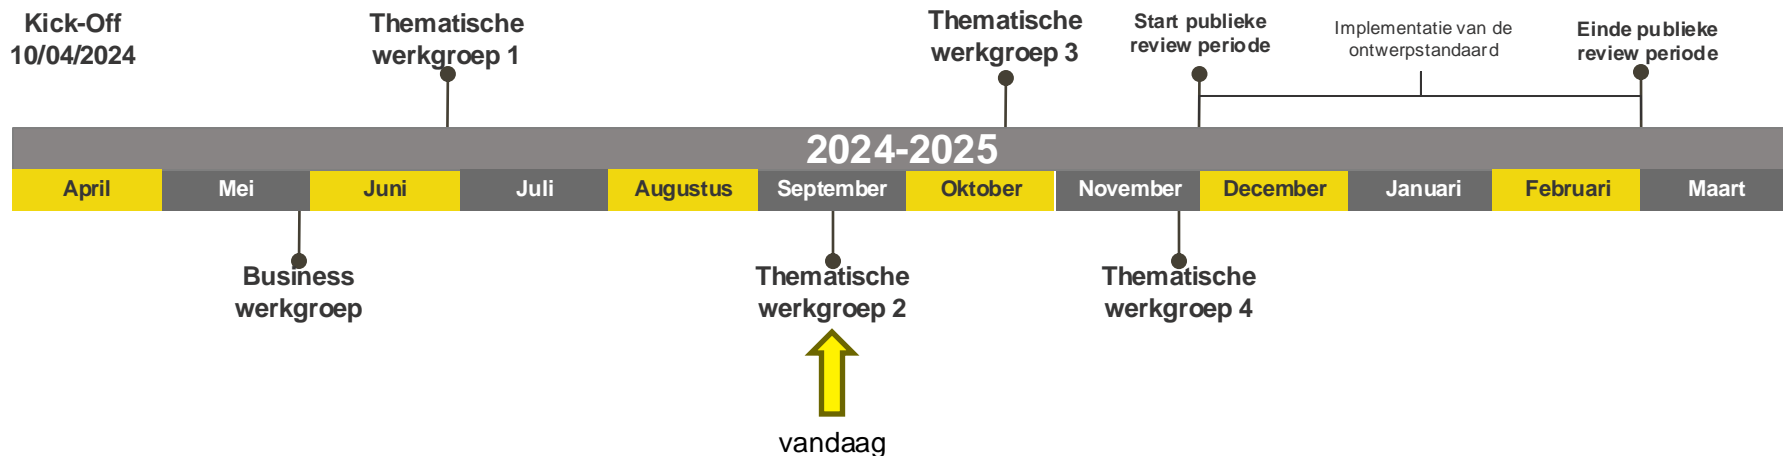 Kick-Off
10/04/2024
Thematische
werkgroep 1
Thematische
werkgroep 3
Start publieke
review periode
Implementatie van de
ontwerpstandaard
Einde publieke
review periode
2024-2025
April
Mei
Juni
Juli
Augustus
September
Oktober
November
December
Januari
Februari
Maart
Business
werkgroep
Thematische
werkgroep 2
Thematische
werkgroep 4
vandaag